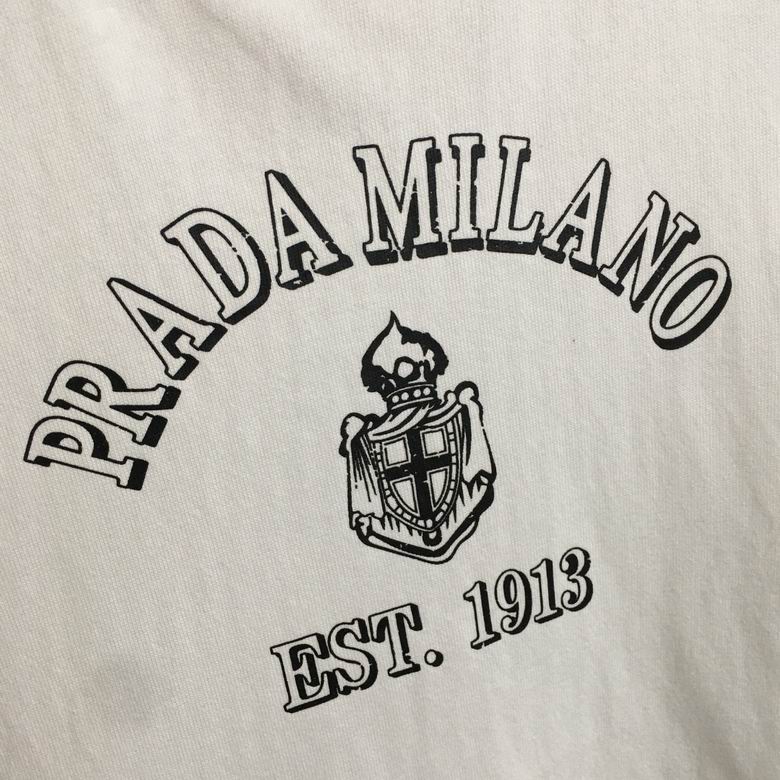 PRADA MILANO
EST. 1913